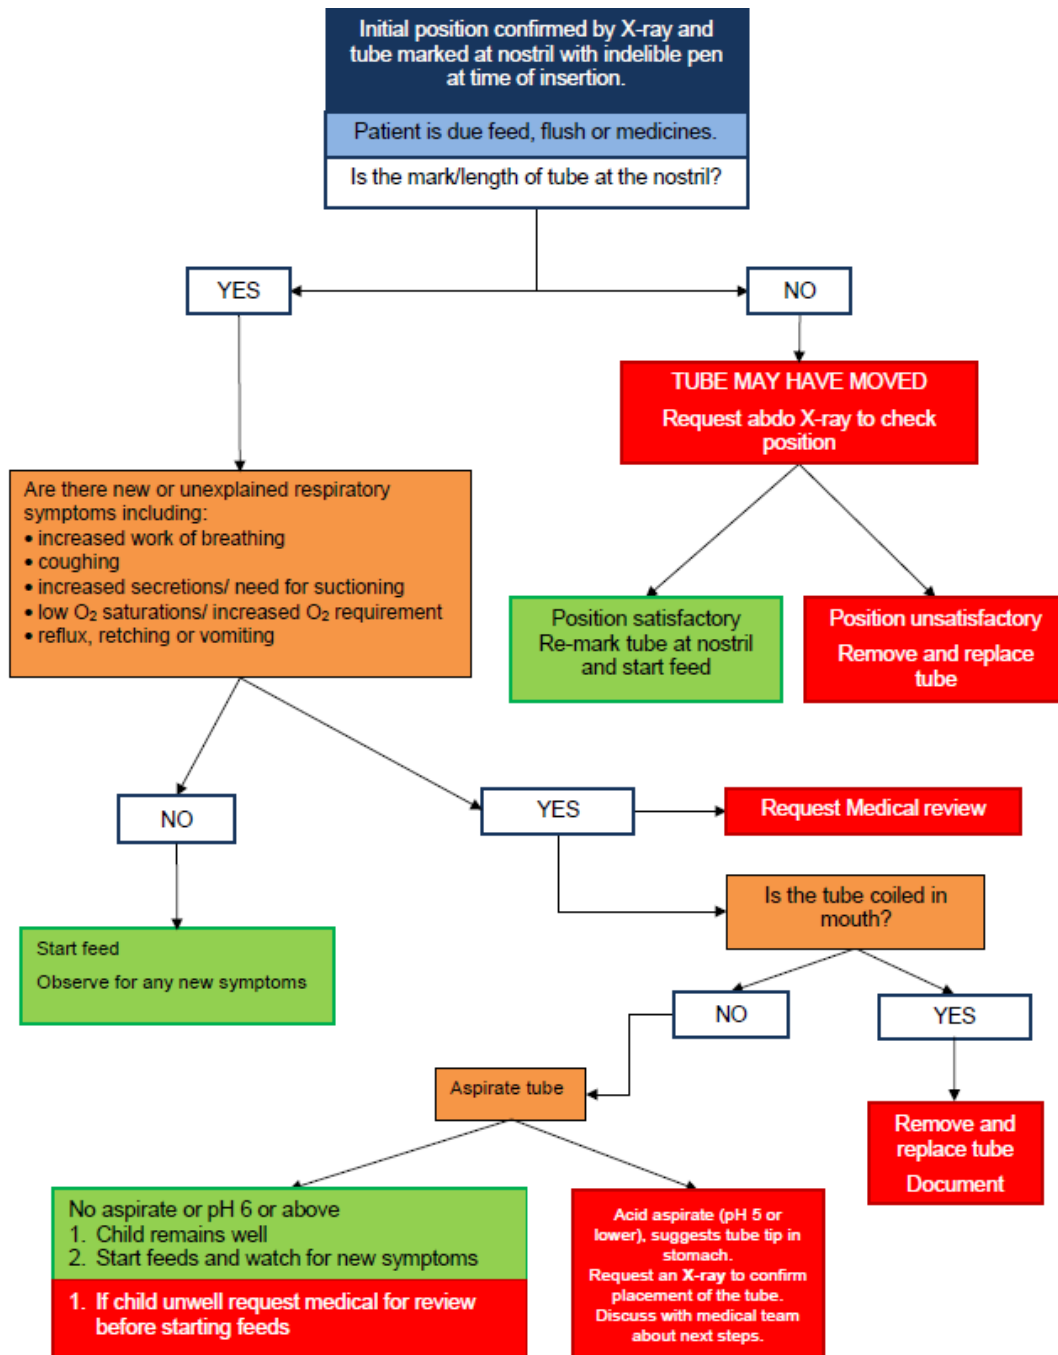 Initial position confirmed by X-ray and
tube marked at nostril with indelible pen
at time of insertion.
Patient is due feed, flush or medicines.
Is the mark/length of tube at the nostril?
YES
NO
TUBE MAY HAVE MOVED
Request abdo X-ray to check
position
Are there new or unexplained respiratory
symptoms including:
• increased work of breathing
• coughing
• increased secretions/ need for suctioning
• low O₂ saturations/ increased O₂ requirement
• reflux, retching or vomiting
Position satisfactory
Re-mark tube at nostril
and start feed
Position unsatisfactory
Remove and replace
tube
NO
YES
Request Medical review
Is the tube coiled in
mouth?
Start feed
Observe for any new symptoms
NO
YES
Aspirate tube
Remove and
replace tube
Document
No aspirate or pH 6 or above
1. Child remains well
2. Start feeds and watch for new symptoms
1. If child unwell request medical for review
before starting feeds
Acid aspirate (pH 5 or
lower), suggests tube tip in
stomach.
Request an X-ray to confirm
placement of the tube.
Discuss with medical team
about next steps.